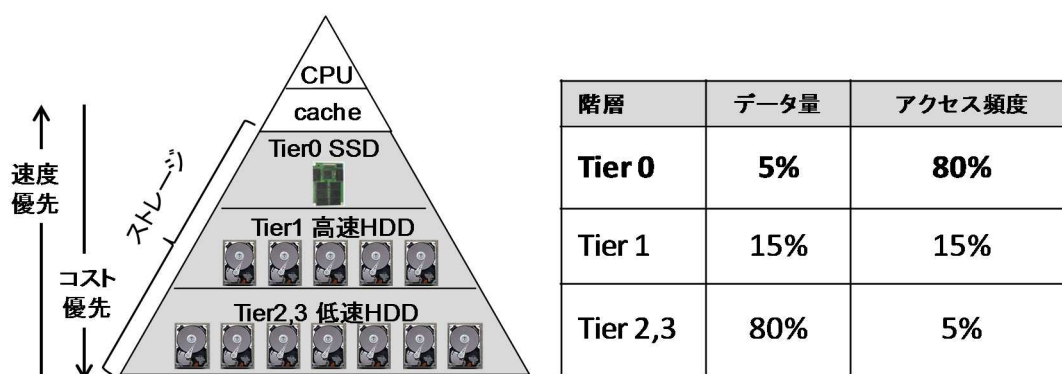 CPU
cache
Tier0 SSD
Tier1 高速HDD
Tier2,3 低速HDD
ストレージ
速度
優先
コスト
優先
階層 データ量 アクセス頻度
Tier 0 5% 80%
Tier 1 15% 15%
Tier 2,3 80% 5%